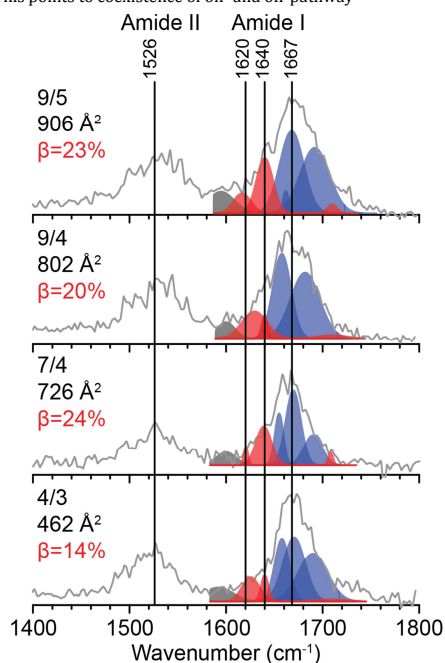 his points to coexistence of on- and off-pathway
Amide II Amide I
1526 1620 1640 1667
9/5
906 Å²
β=23%
9/4
802 Å²
β=20%
7/4
726 Å²
β=24%
4/3
462 Å²
β=14%
1400 1500 1600 1700 1800
Wavenumber (cm⁻¹)